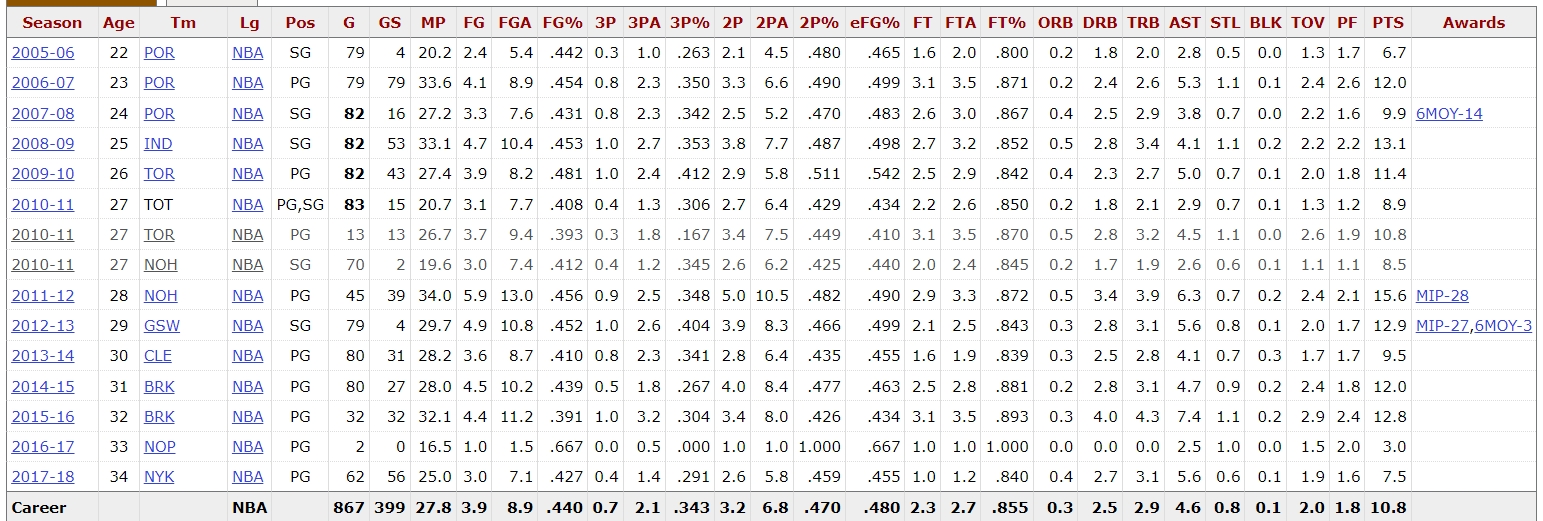 Season Age Tm Lg Pos G GS MP FG FGA FG% 3P 3PA 3P% 2P 2PA 2P% eFG% FT FTA FT% ORB DRB TRB AST STL BLK TOV PF PTS Awards
2005-06 22 POR NBA SG 79 4 20.2 2.4 5.4 .442 0.3 1.0 .263 2.1 4.5 .480 .465 1.6 2.0 .800 0.2 1.8 2.0 2.8 0.5 0.0 1.3 1.7 6.7
2006-07 23 POR NBA PG 79 79 33.6 4.1 8.9 .454 0.8 2.3 .350 3.3 6.6 .490 .499 3.1 3.5 .871 0.2 2.4 2.6 5.3 1.1 0.1 2.4 2.6 12.0
2007-08 24 POR NBA SG 82 16 27.2 3.3 7.6 .431 0.8 2.3 .342 2.5 5.2 .470 .483 2.6 3.0 .867 0.4 2.5 2.9 3.8 0.7 0.0 2.2 1.6 9.9 6MOY-14
2008-09 25 IND NBA SG 82 53 33.1 4.7 10.4 .453 1.0 2.7 .353 3.8 7.7 .487 .498 2.7 3.2 .852 0.5 2.8 3.4 4.1 1.1 0.2 2.2 2.2 13.1
2009-10 26 TOR NBA PG 82 43 27.4 3.9 8.2 .481 1.0 2.4 .412 2.9 5.8 .511 .542 2.5 2.9 .842 0.4 2.3 2.7 5.0 0.7 0.1 2.0 1.8 11.4
2010-11 27 TOT NBA PG,SG 83 15 20.7 3.1 7.7 .408 0.4 1.3 .306 2.7 6.4 .429 .434 2.2 2.6 .850 0.2 1.8 2.1 2.9 0.7 0.1 1.3 1.2 8.9
2010-11 27 TOR NBA PG 13 13 26.7 3.7 9.4 .393 0.3 1.8 .167 3.4 7.5 .449 .410 3.1 3.5 .870 0.5 2.8 3.2 4.5 1.1 0.0 2.6 1.9 10.8
2010-11 27 NOH NBA SG 70 2 19.6 3.0 7.4 .412 0.4 1.2 .345 2.6 6.2 .425 .440 2.0 2.4 .845 0.2 1.7 1.9 2.6 0.6 0.1 1.1 1.1 8.5
2011-12 28 NOH NBA PG 45 39 34.0 5.9 13.0 .456 0.9 2.5 .348 5.0 10.5 .482 .490 2.9 3.3 .872 0.5 3.4 3.9 6.3 0.7 0.2 2.4 2.1 15.6 MIP-28
2012-13 29 GSW NBA SG 79 4 29.7 4.9 10.8 .452 1.0 2.6 .404 3.9 8.3 .466 .499 2.1 2.5 .843 0.3 2.8 3.1 5.6 0.8 0.1 2.0 1.7 12.9 MIP-27,6MOY-3
2013-14 30 CLE NBA PG 80 31 28.2 3.6 8.7 .410 0.8 2.3 .341 2.8 6.4 .435 .455 1.6 1.9 .839 0.3 2.5 2.8 4.1 0.7 0.3 1.7 1.7 9.5
2014-15 31 BRK NBA PG 80 27 28.0 4.5 10.2 .439 0.5 1.8 .267 4.0 8.4 .477 .463 2.5 2.8 .881 0.2 2.8 3.1 4.7 0.9 0.2 2.0 1.8 12.0
2015-16 32 BRK NBA PG 32 32 32.1 4.4 11.2 .391 1.0 3.2 .304 3.4 8.0 .426 .434 3.1 3.5 .893 0.3 4.0 4.3 7.4 1.1 0.2 2.9 2.4 12.8
2016-17 33 NOP NBA PG 2 0 16.5 1.0 1.5 .667 0.0 0.5 .000 1.0 1.0 1.000 .667 1.0 1.0 1.000 0.0 0.0 0.0 2.5 1.0 0.0 1.5 2.0 3.0
2017-18 34 NYK NBA PG 62 56 25.0 3.0 7.1 .427 0.4 1.4 .291 2.6 5.8 .459 .455 1.0 1.2 .840 0.4 2.7 3.1 5.6 0.6 0.1 1.9 1.6 7.5
Career NBA 867 399 27.8 3.9 8.9 .440 0.7 2.1 .343 3.2 6.8 .470 .480 2.3 2.7 .855 0.3 2.5 2.9 4.6 0.8 0.1 2.0 1.8 10.8